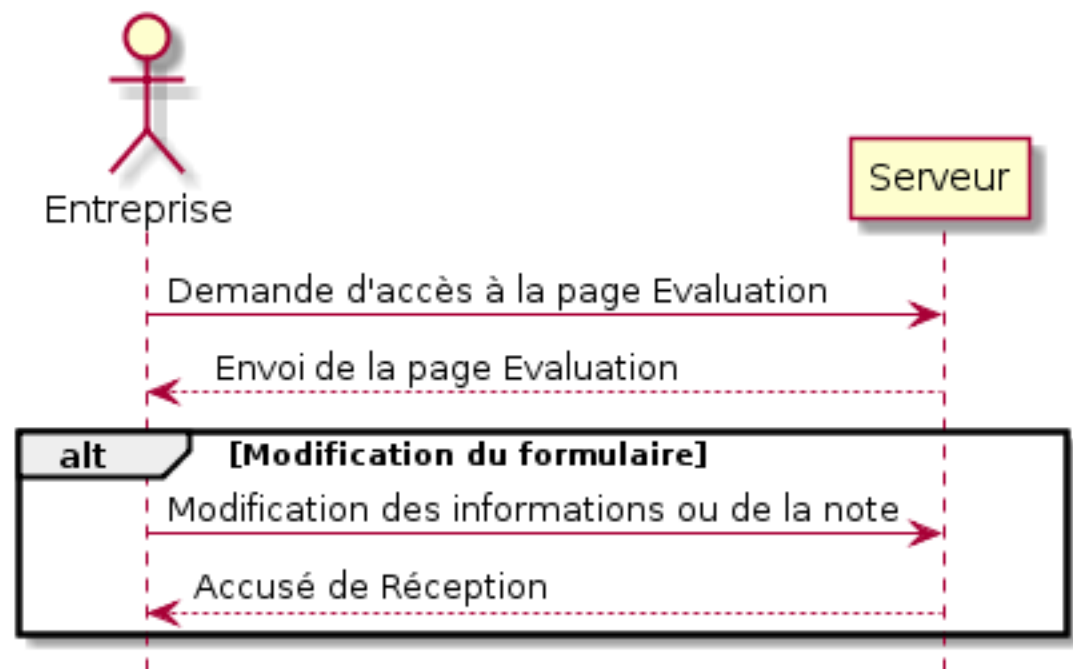 Entreprise
Serveur
Demande d'accès à la page Evaluation
Envoi de la page Evaluation
alt [Modification du formulaire]
Modification des informations ou de la note
Accusé de Réception